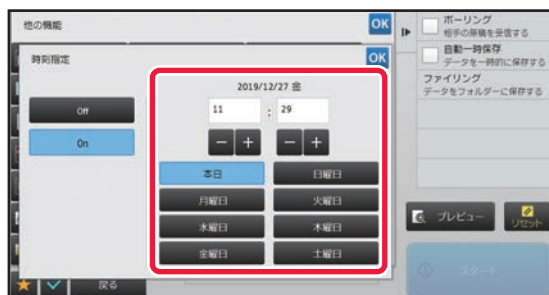 他の機能
OK
時刻指定
OK
Off
On
2019/12/27 金
11 : 29
本日
日曜日
月曜日
火曜日
水曜日
木曜日
金曜日
土曜日
戻る
ポーリング
相手の原稿を受信する
自動一時保存
データを一時的に保存する
ファイリング
データをフォルダーに保存する
プレビュー
リセット
スタート